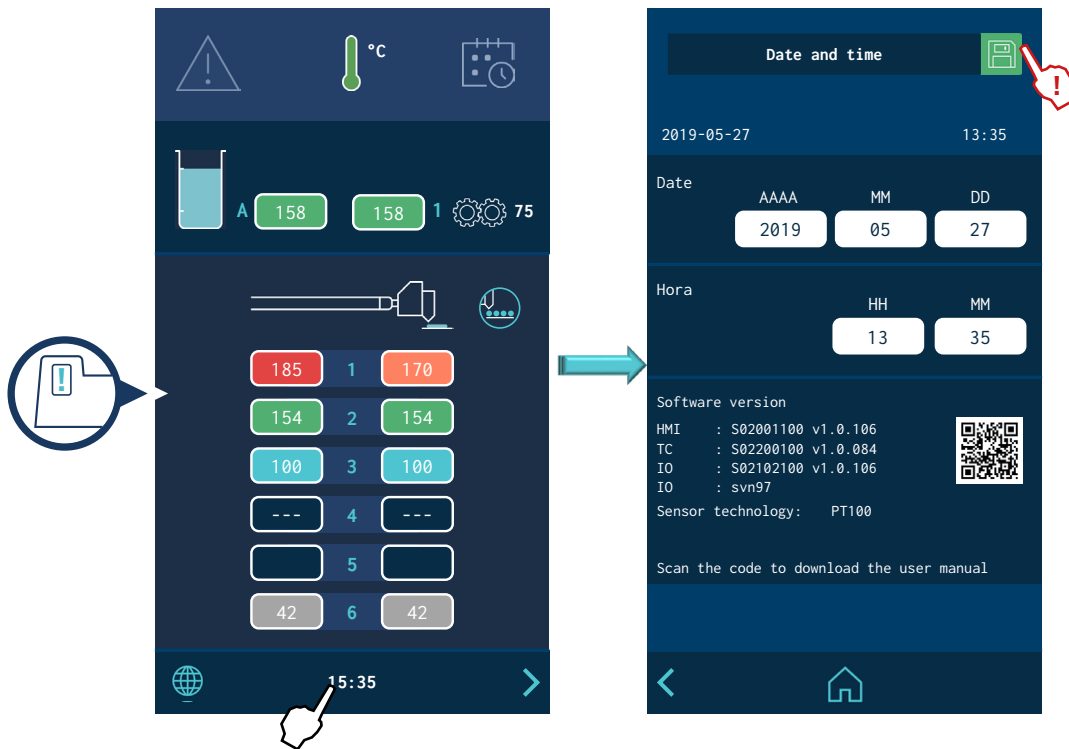 °C
A 158 158 1 75
185 1 170
154 2 154
100 3 100
--- 4 ---
5
42 6 42
15:35
!
Date and time
!
2019-05-27 13:35
Date
AAAA MM DD
2019 05 27
Hora
HH MM
13 35
Software version
HMI : S02001100 v1.0.106
TC : S02200100 v1.0.084
IO : S02102100 v1.0.106
IO : svn97
Sensor technology: PT100
Scan the code to download the user manual